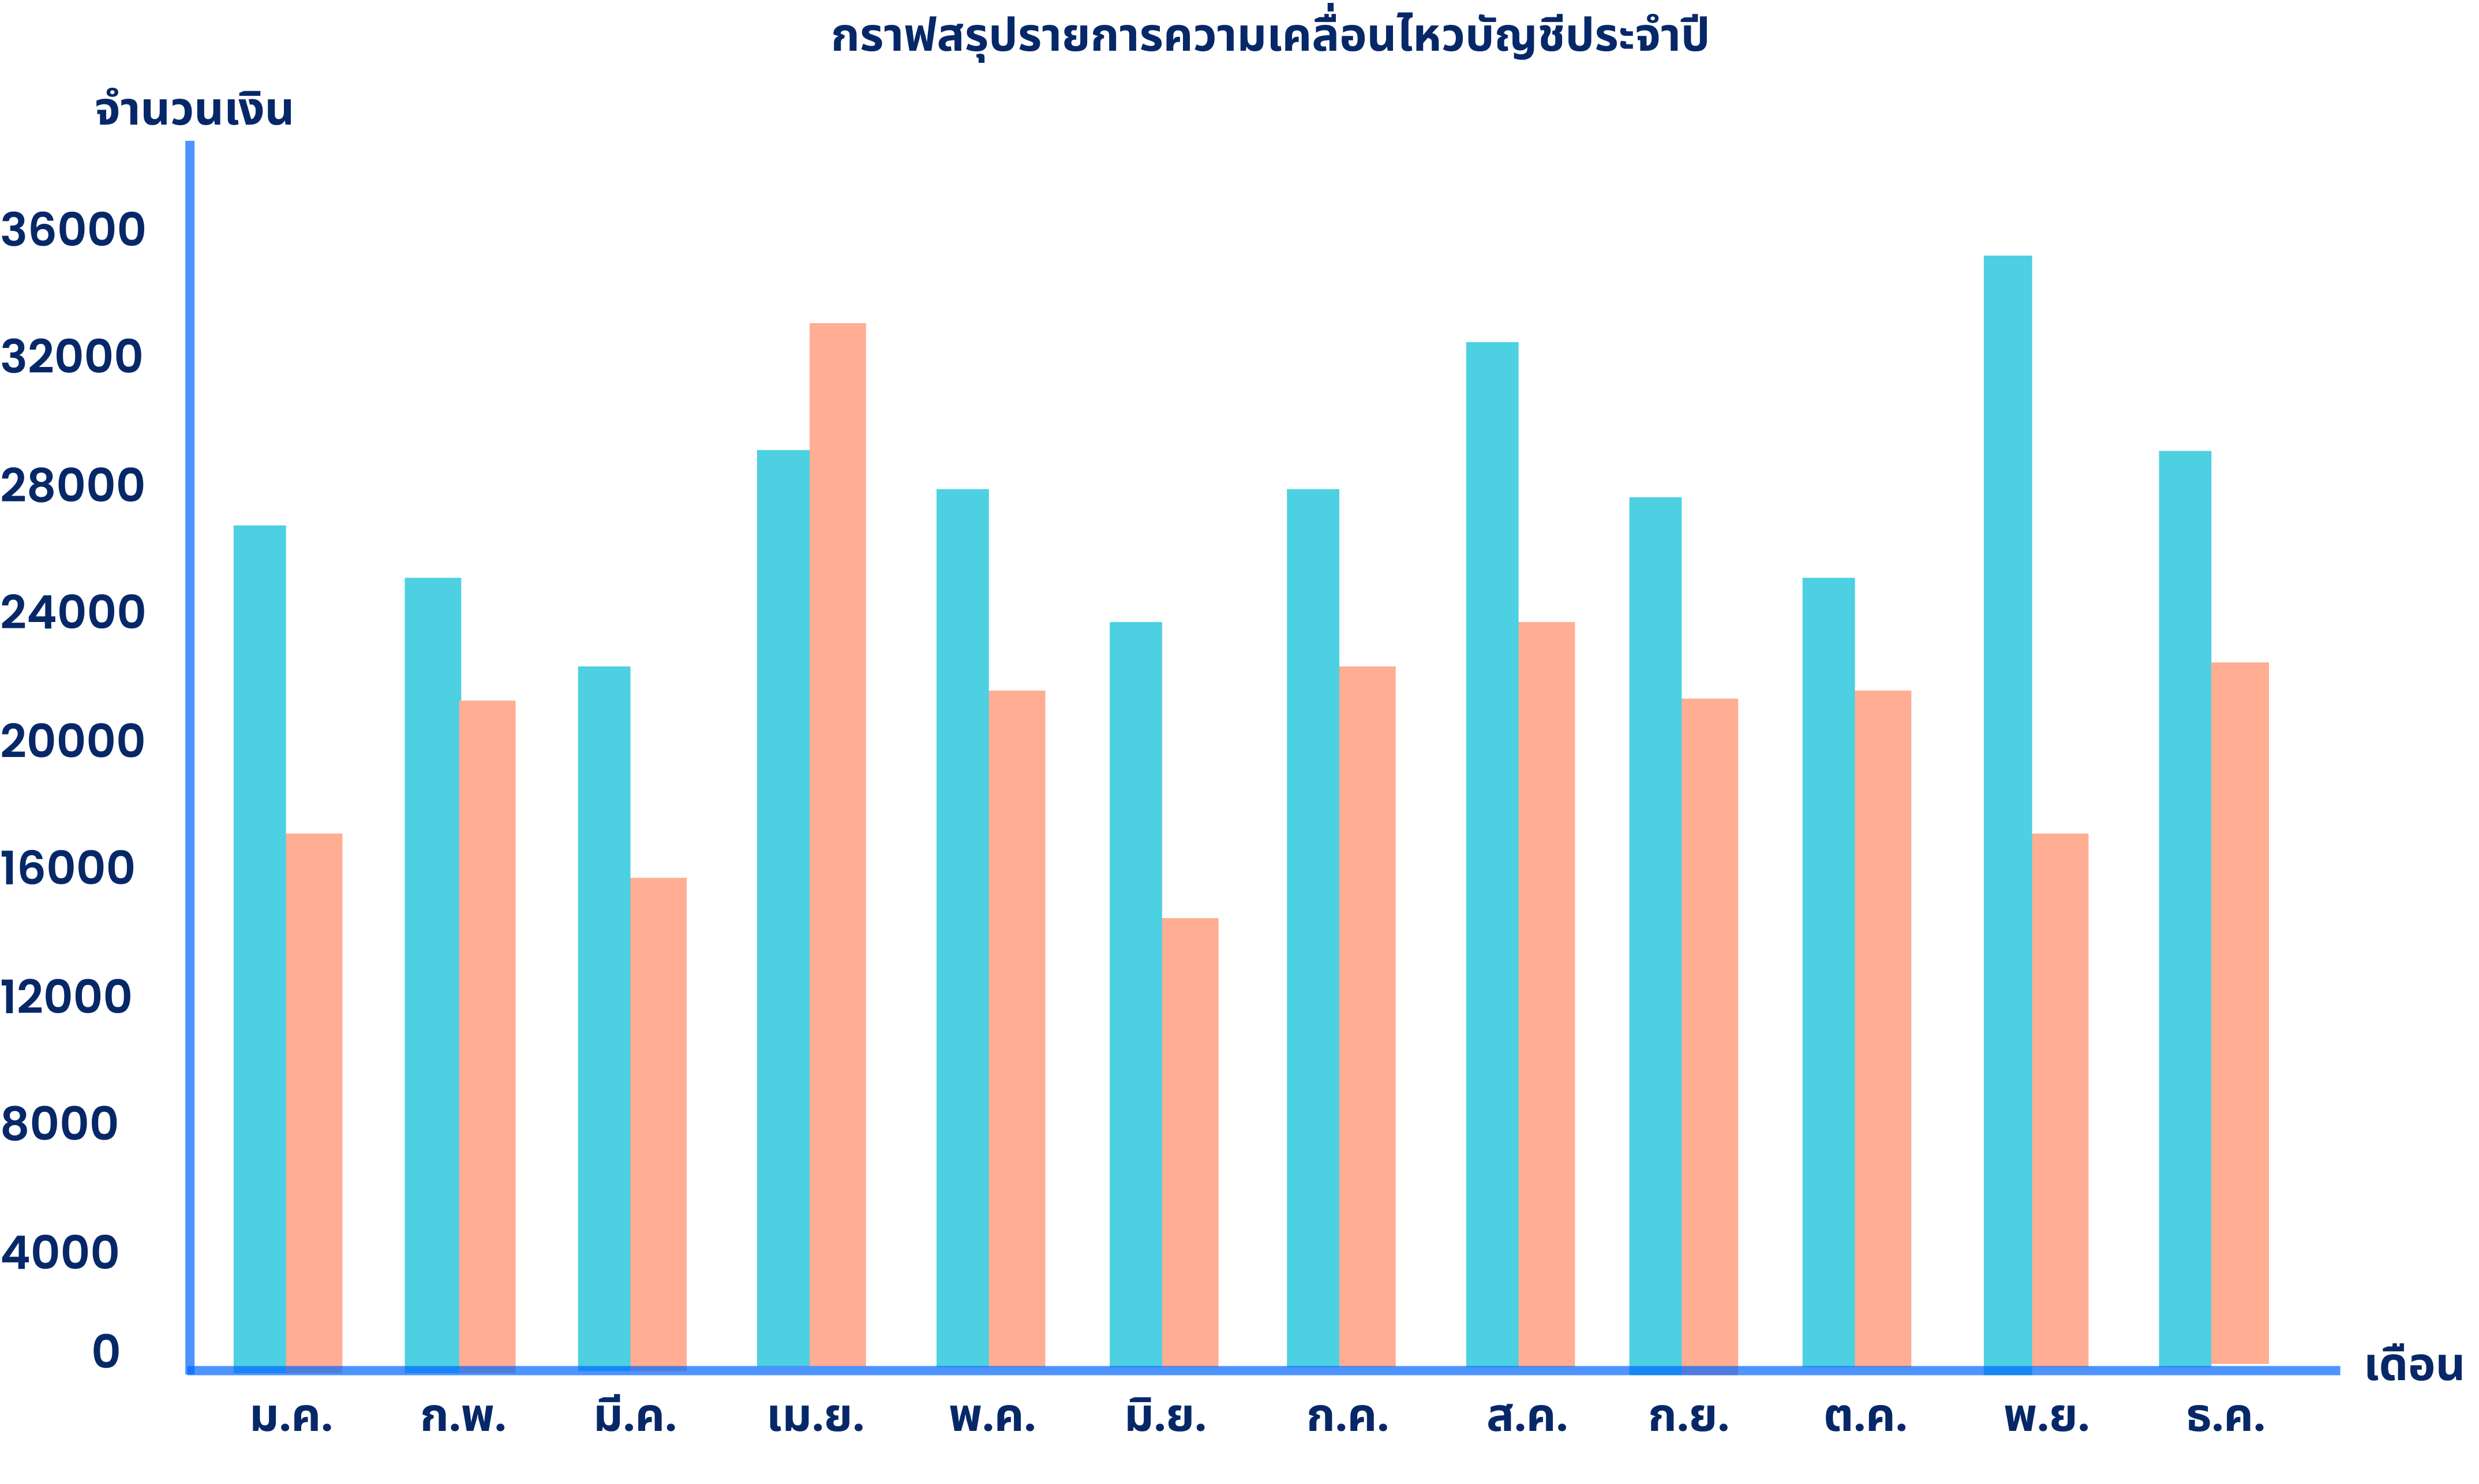 กราฟสรุปรายการความเคลื่อนไหวบัญชีประจำปี
จำนวนเงิน
36000
32000
28000
24000
20000
16000
12000
8000
4000
0
เดือน
ม.ค. ก.พ. มี.ค. เม.ย. พ.ค. มิ.ย. ก.ค. ส.ค. ก.ย. ต.ค. พ.ย. ธ.ค.